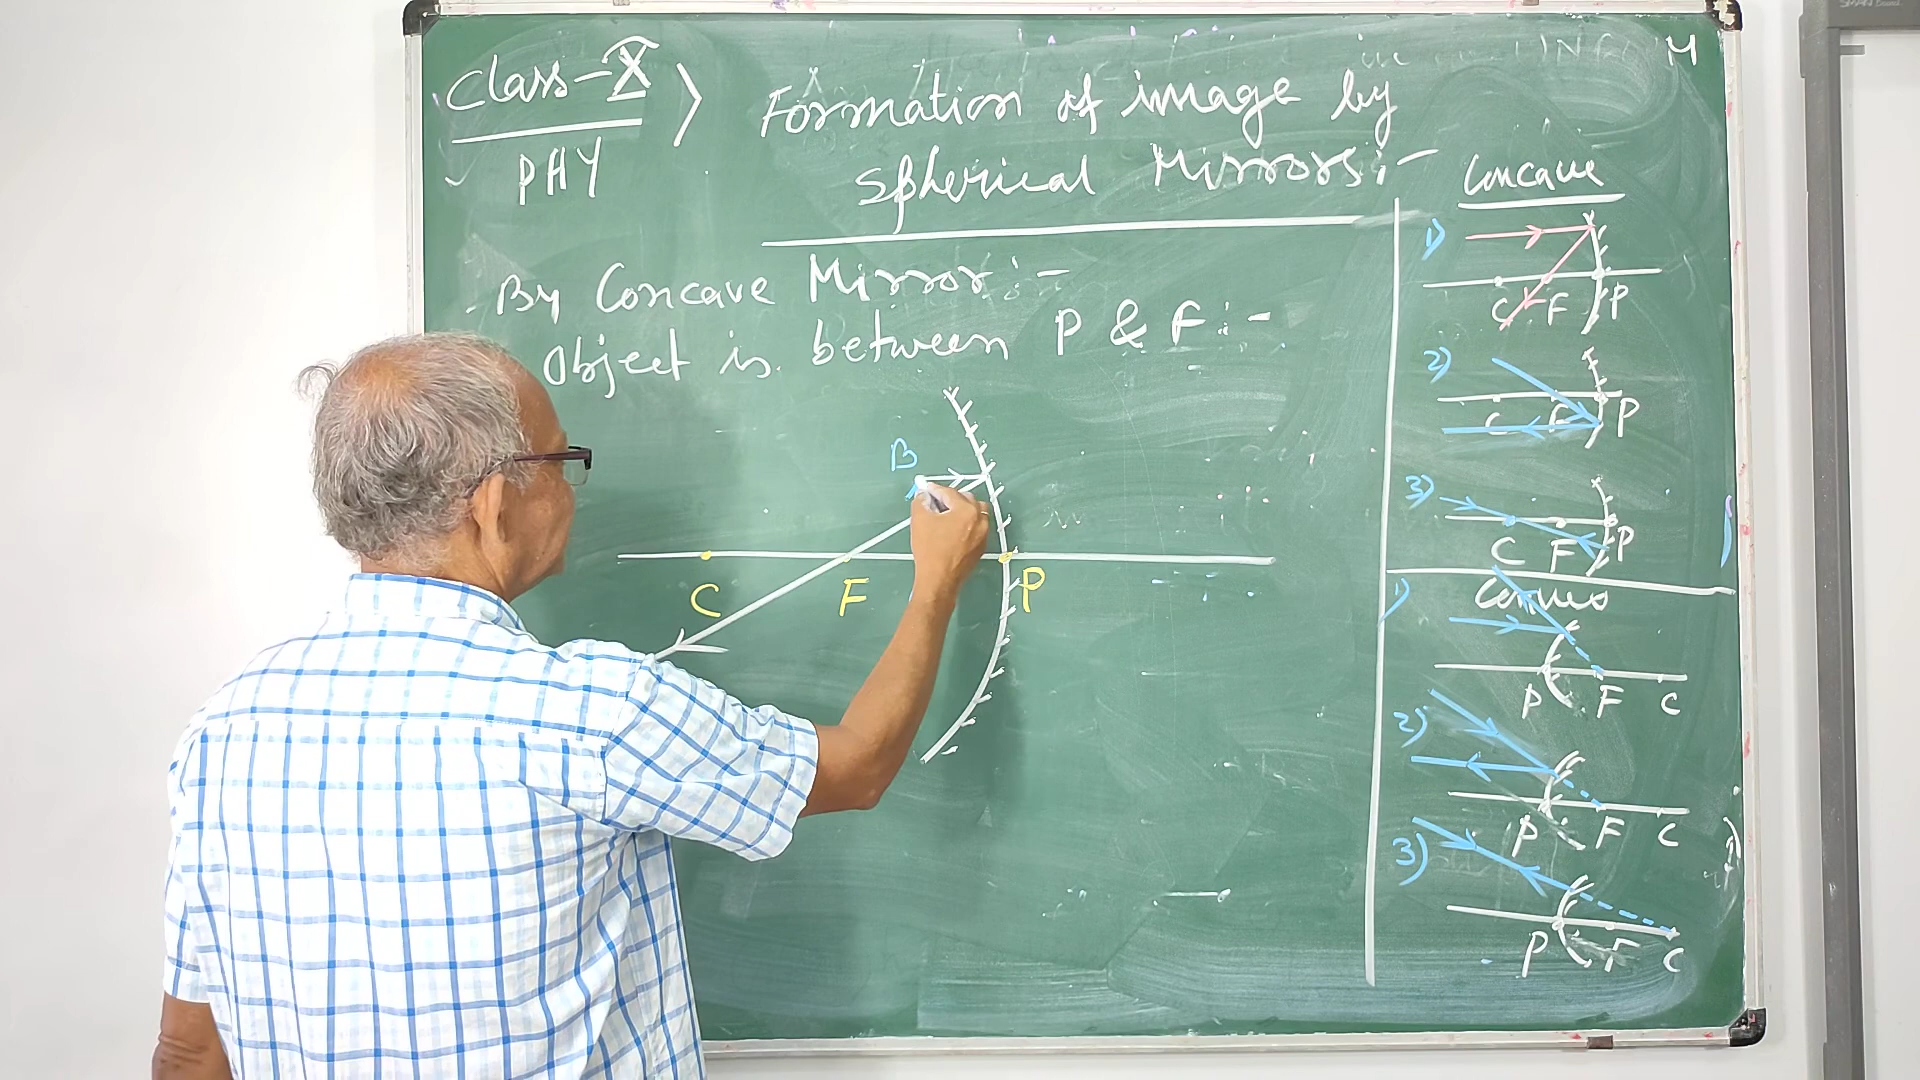 Class-X
PHY
Formation of image by
Spherical Mirrors:-
By Concave Mirror:-
Object is between P & F:-
B
C F P
Concave
1)
C F P
2)
C F P
3)
C F P
1)
P F C
2)
P F C
3)
P F C